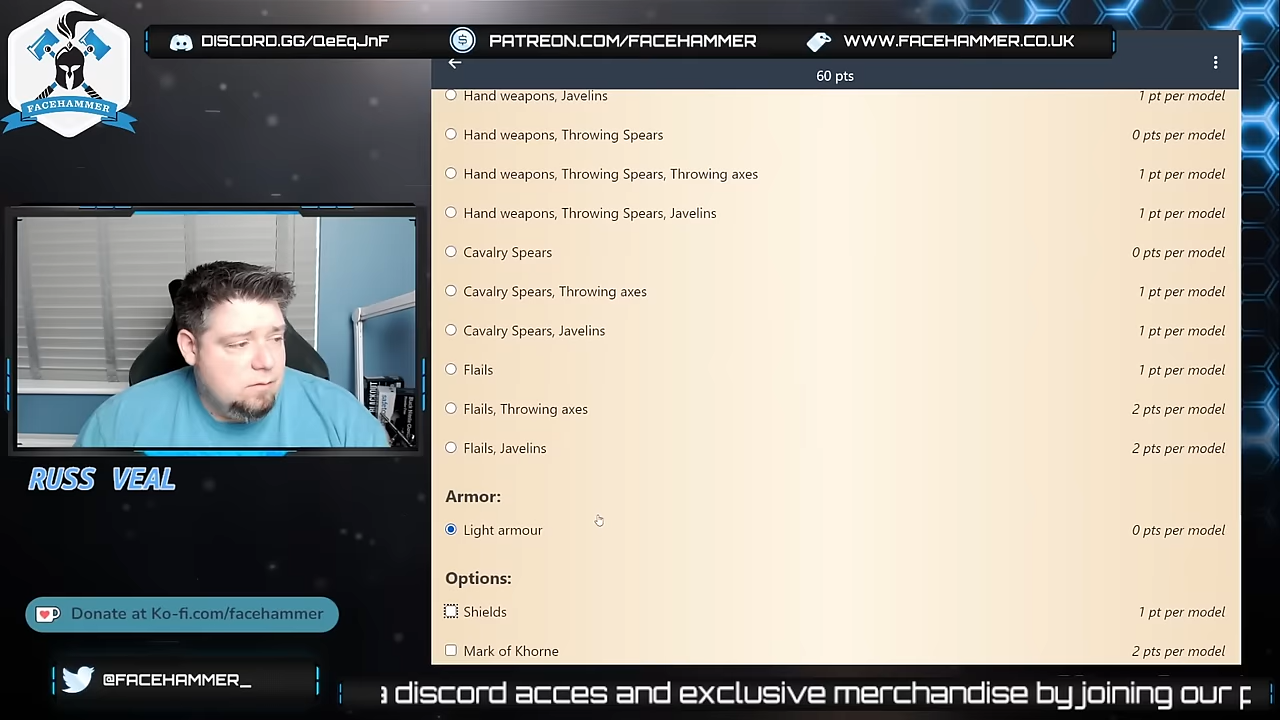 DISCORD.GG/QeEqJnF
PATREON.COM/FACEHAMMER
WWW.FACEHAMMER.CO.UK
FACEHAMMER
60 pts
Hand weapons, Javelins 1 pt per model
Hand weapons, Throwing Spears 0 pts per model
Hand weapons, Throwing Spears, Throwing axes 1 pt per model
Hand weapons, Throwing Spears, Javelins 1 pt per model
Cavalry Spears 0 pts per model
Cavalry Spears, Throwing axes 1 pt per model
Cavalry Spears, Javelins 1 pt per model
Flails 1 pt per model
Flails, Throwing axes 2 pts per model
Flails, Javelins 2 pts per model
Armor:
Light armour 0 pts per model
Options:
Shields 1 pt per model
Mark of Khorne 2 pts per model
RUSS VEAL
Donate at Ko-fi.com/facehammer
@FACEHAMMER_
a discord acces and exclusive merchandise by joining our p